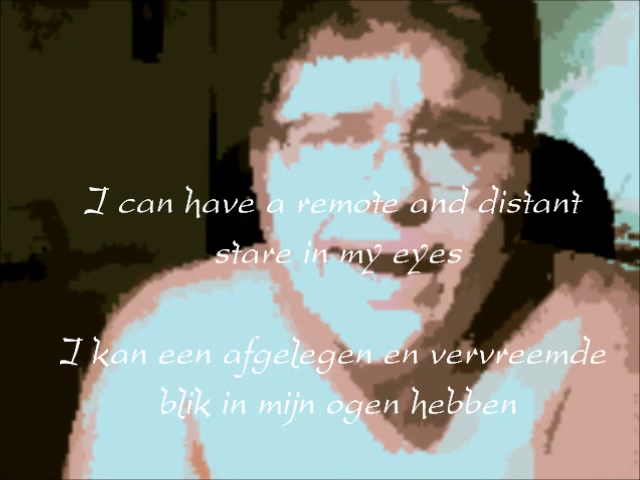 I can have a remote and distant
stare in my eyes
I kan een afgelegen en vervreemde
blik in mijn ogen hebben